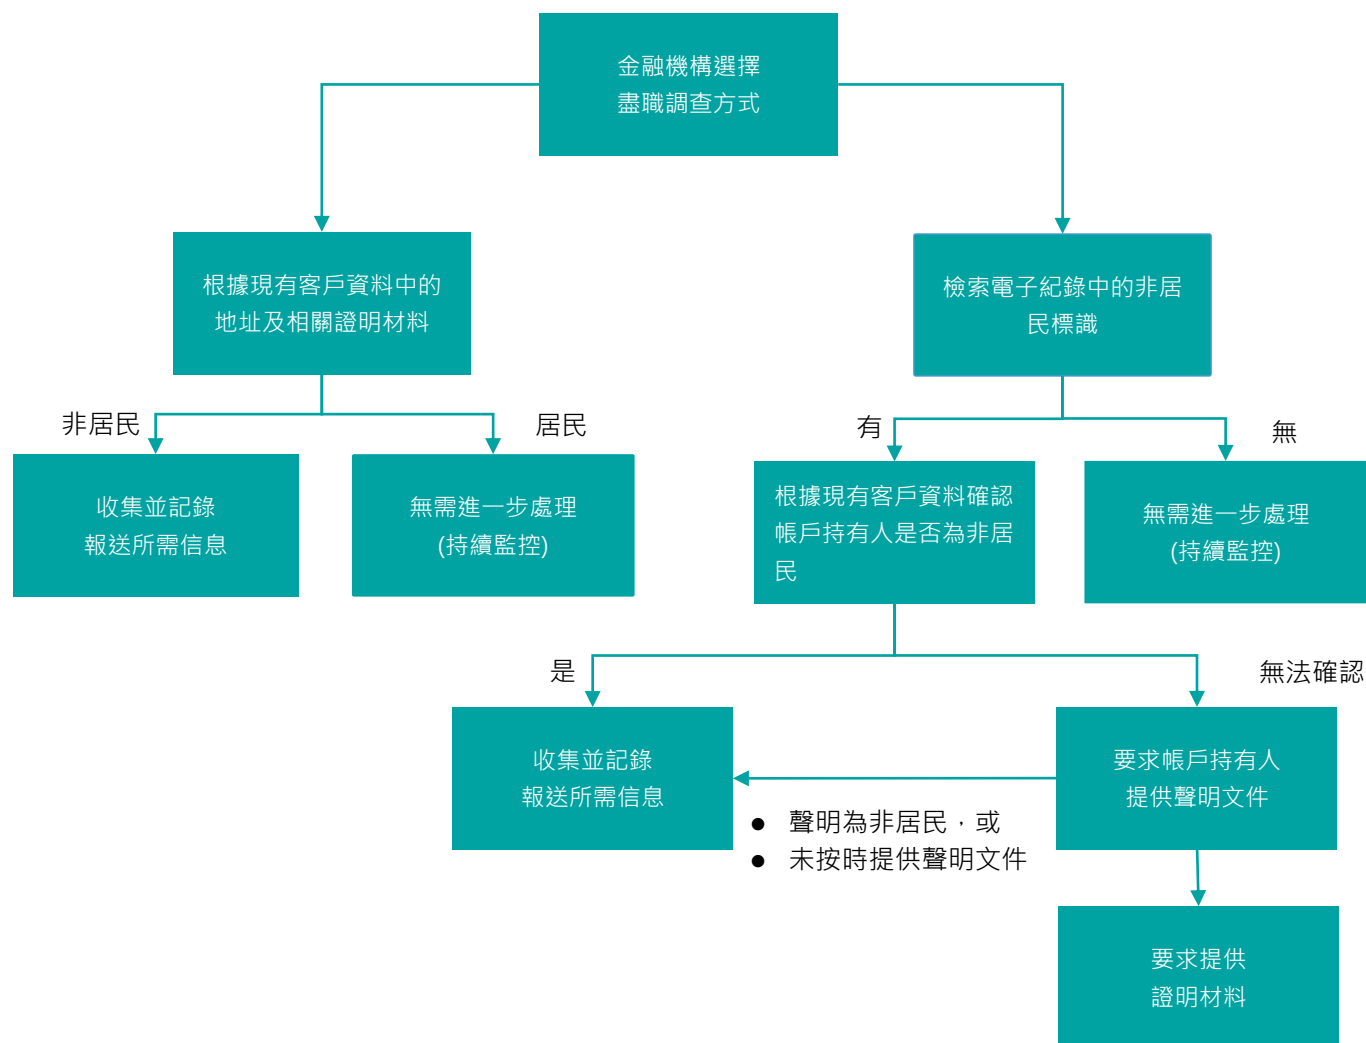 金融機構選擇
盡職調查方式
根據現有客戶資料中的
地址及相關證明材料
檢索電子紀錄中的非居
民標識
非居民
居民
有
無
收集並記錄
報送所需信息
無需進一步處理
(持續監控)
根據現有客戶資料確認
帳戶持有人是否為非居
民
無需進一步處理
(持續監控)
是
無法確認
收集並記錄
報送所需信息
要求帳戶持有人
提供聲明文件
● 聲明為非居民，或
● 未按時提供聲明文件
要求提供
證明材料